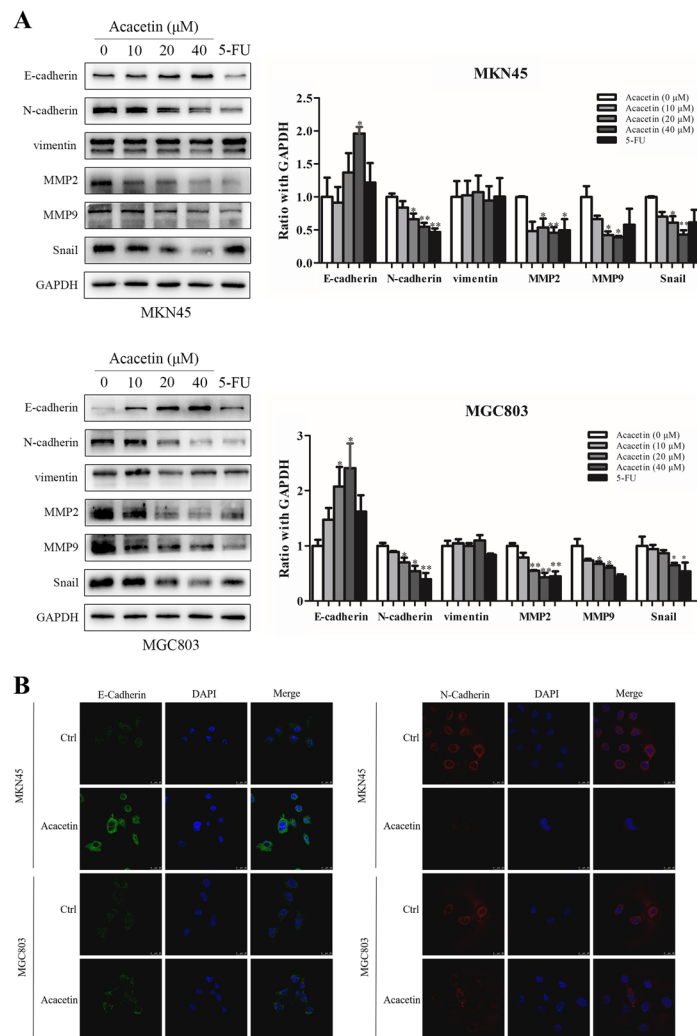 A
Acacetin (μM)
0 10 20 40 5-FU
E-cadherin
N-cadherin
vimentin
MMP2
MMP9
Snail
GAPDH
MKN45
MKN45
Acacetin (0 μM)
Acacetin (10 μM)
Acacetin (20 μM)
Acacetin (40 μM)
5-FU
Ratio with GAPDH
2.5
2.0
1.5
1.0
0.5
0.0
* * ** ** * ** * * * * **
E-cadherin N-cadherin vimentin MMP2 MMP9 Snail
Acacetin (μM)
0 10 20 40 5-FU
E-cadherin
N-cadherin
vimentin
MMP2
MMP9
Snail
GAPDH
MGC803
MGC803
Acacetin (0 μM)
Acacetin (10 μM)
Acacetin (20 μM)
Acacetin (40 μM)
5-FU
Ratio with GAPDH
3
2
1
0
* * * * ** ** ** ** * * * *
E-cadherin N-cadherin vimentin MMP2 MMP9 Snail
B
E-Cadherin DAPI Merge
MKN45
Ctrl
Acacetin
MGC803
Ctrl
Acacetin
N-Cadherin DAPI Merge
MKN45
Ctrl
Acacetin
MGC803
Ctrl
Acacetin